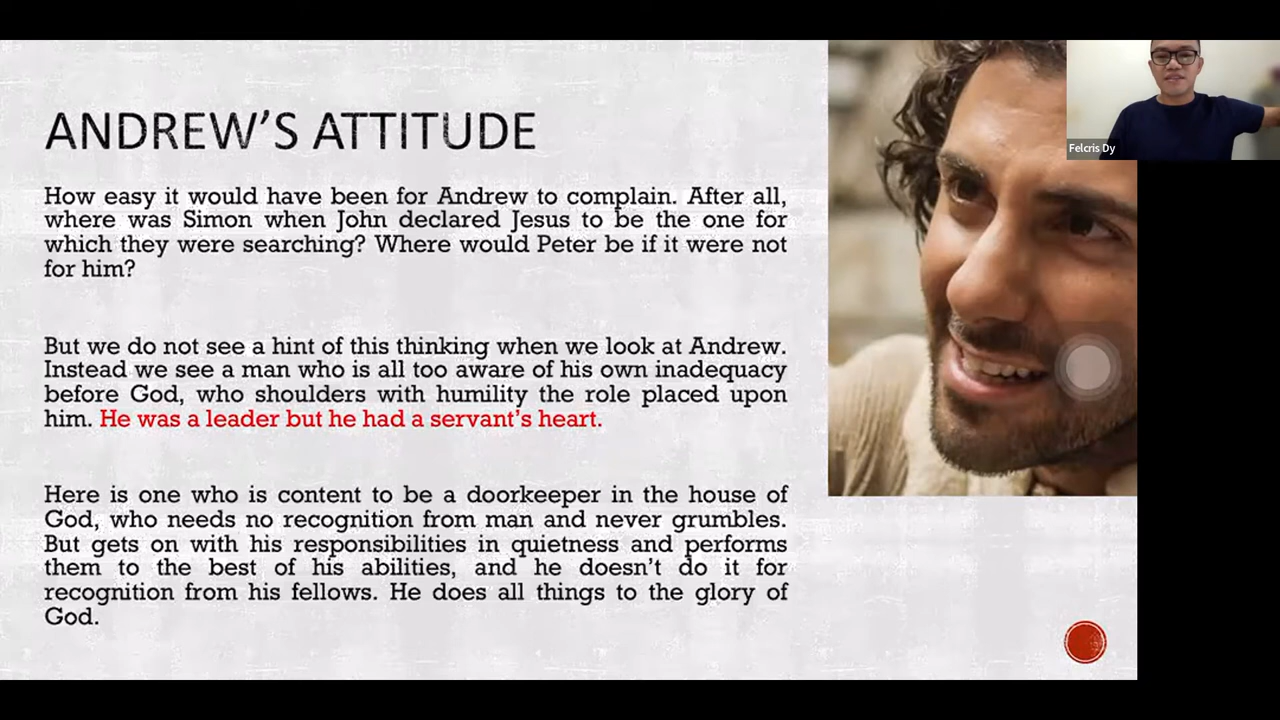 ANDREW'S ATTITUDE
How easy it would have been for Andrew to complain. After all,
where was Simon when John declared Jesus to be the one for
which they were searching? Where would Peter be if it were not
for him?
But we do not see a hint of this thinking when we look at Andrew.
Instead we see a man who is all too aware of his own inadequacy
before God, who shoulders with humility the role placed upon
him. He was a leader but he had a servant's heart.
Here is one who is content to be a doorkeeper in the house of
God, who needs no recognition from man and never grumbles.
But gets on with his responsibilities in quietness and performs
them to the best of his abilities, and he doesn't do it for
recognition from his fellows. He does all things to the glory of
God.
Felcris Dy